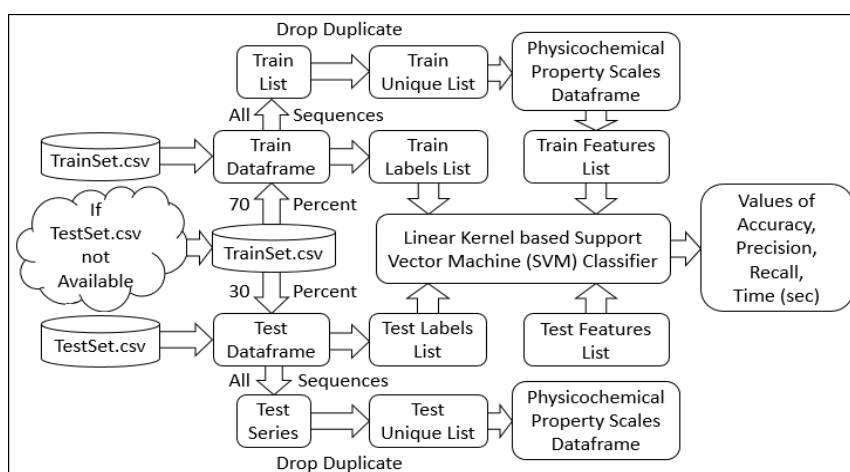 Drop Duplicate
Train
List
Train
Unique List
Physicochemical
Property Scales
Dataframe
All Sequences
TrainSet.csv
Train
Dataframe
Train
Labels List
Train Features
List
If
TestSet.csv
not
Available
70 Percent
TrainSet.csv
30 Percent
Linear Kernel based Support
Vector Machine (SVM) Classifier
Values of
Accuracy,
Precision,
Recall,
Time (sec)
TestSet.csv
Test
Dataframe
Test Labels
List
Test Features
List
All Sequences
Test
Series
Test
Unique List
Physicochemical
Property Scales
Dataframe
Drop Duplicate